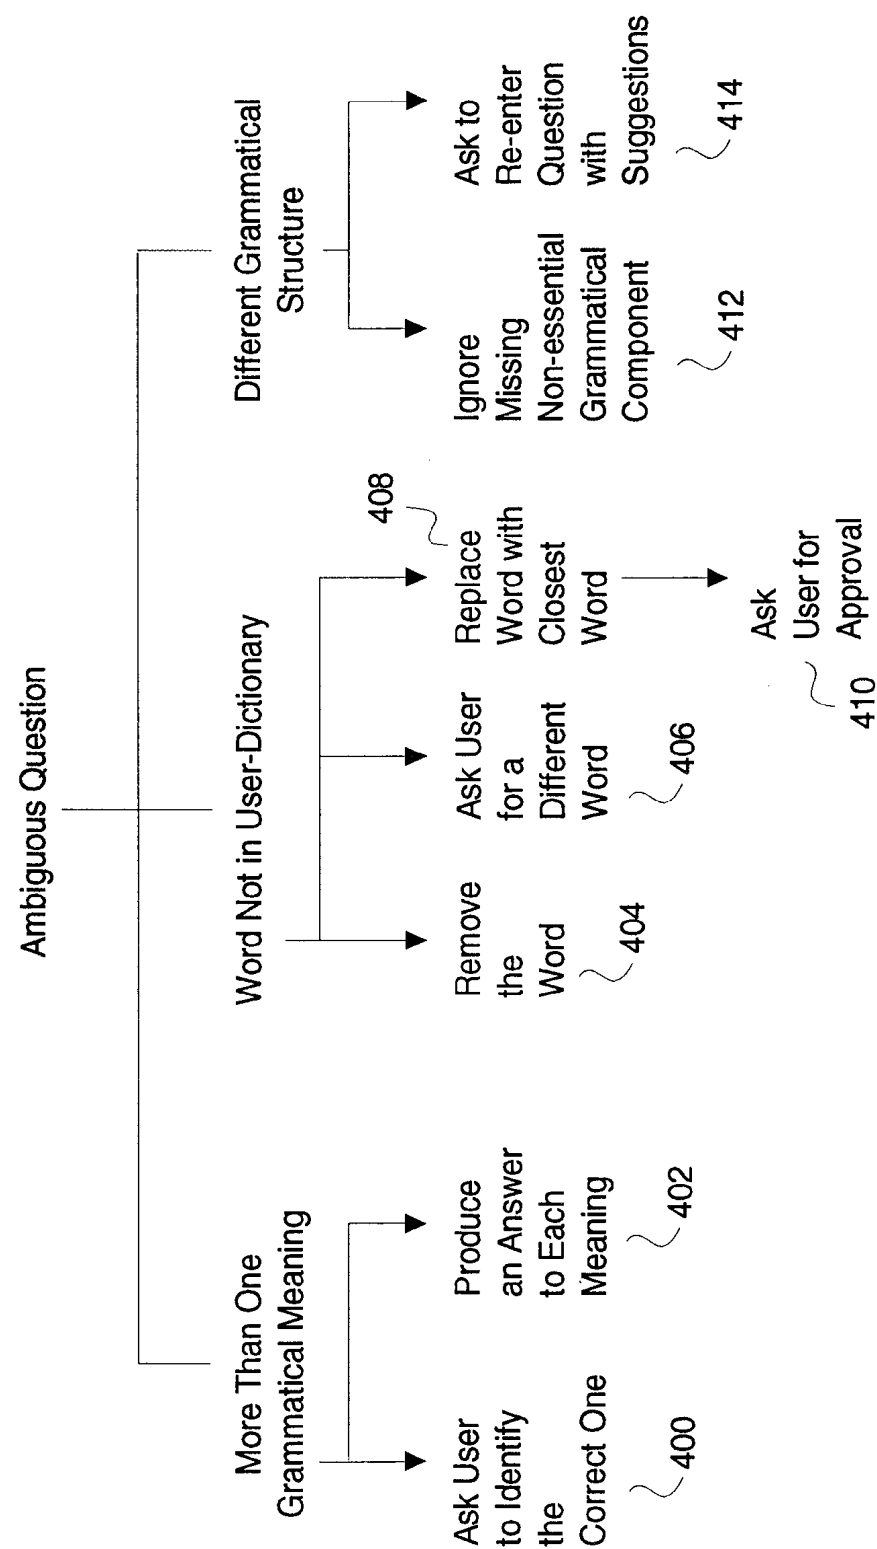 Ambiguous Question
More Than One
Grammatical Meaning
Ask User
to Identify
the
Correct One
400
Produce
an Answer
to Each
Meaning
402
Word Not in User-Dictionary
Remove
the
Word
404
Ask User
for a
Different
Word
406
408
Replace
Word with
Closest
Word
Ask
User for
Approval
410
Different Grammatical
Structure
Ignore
Missing
Non-essential
Grammatical
Component
412
Ask to
Re-enter
Question
with
Suggestions
414